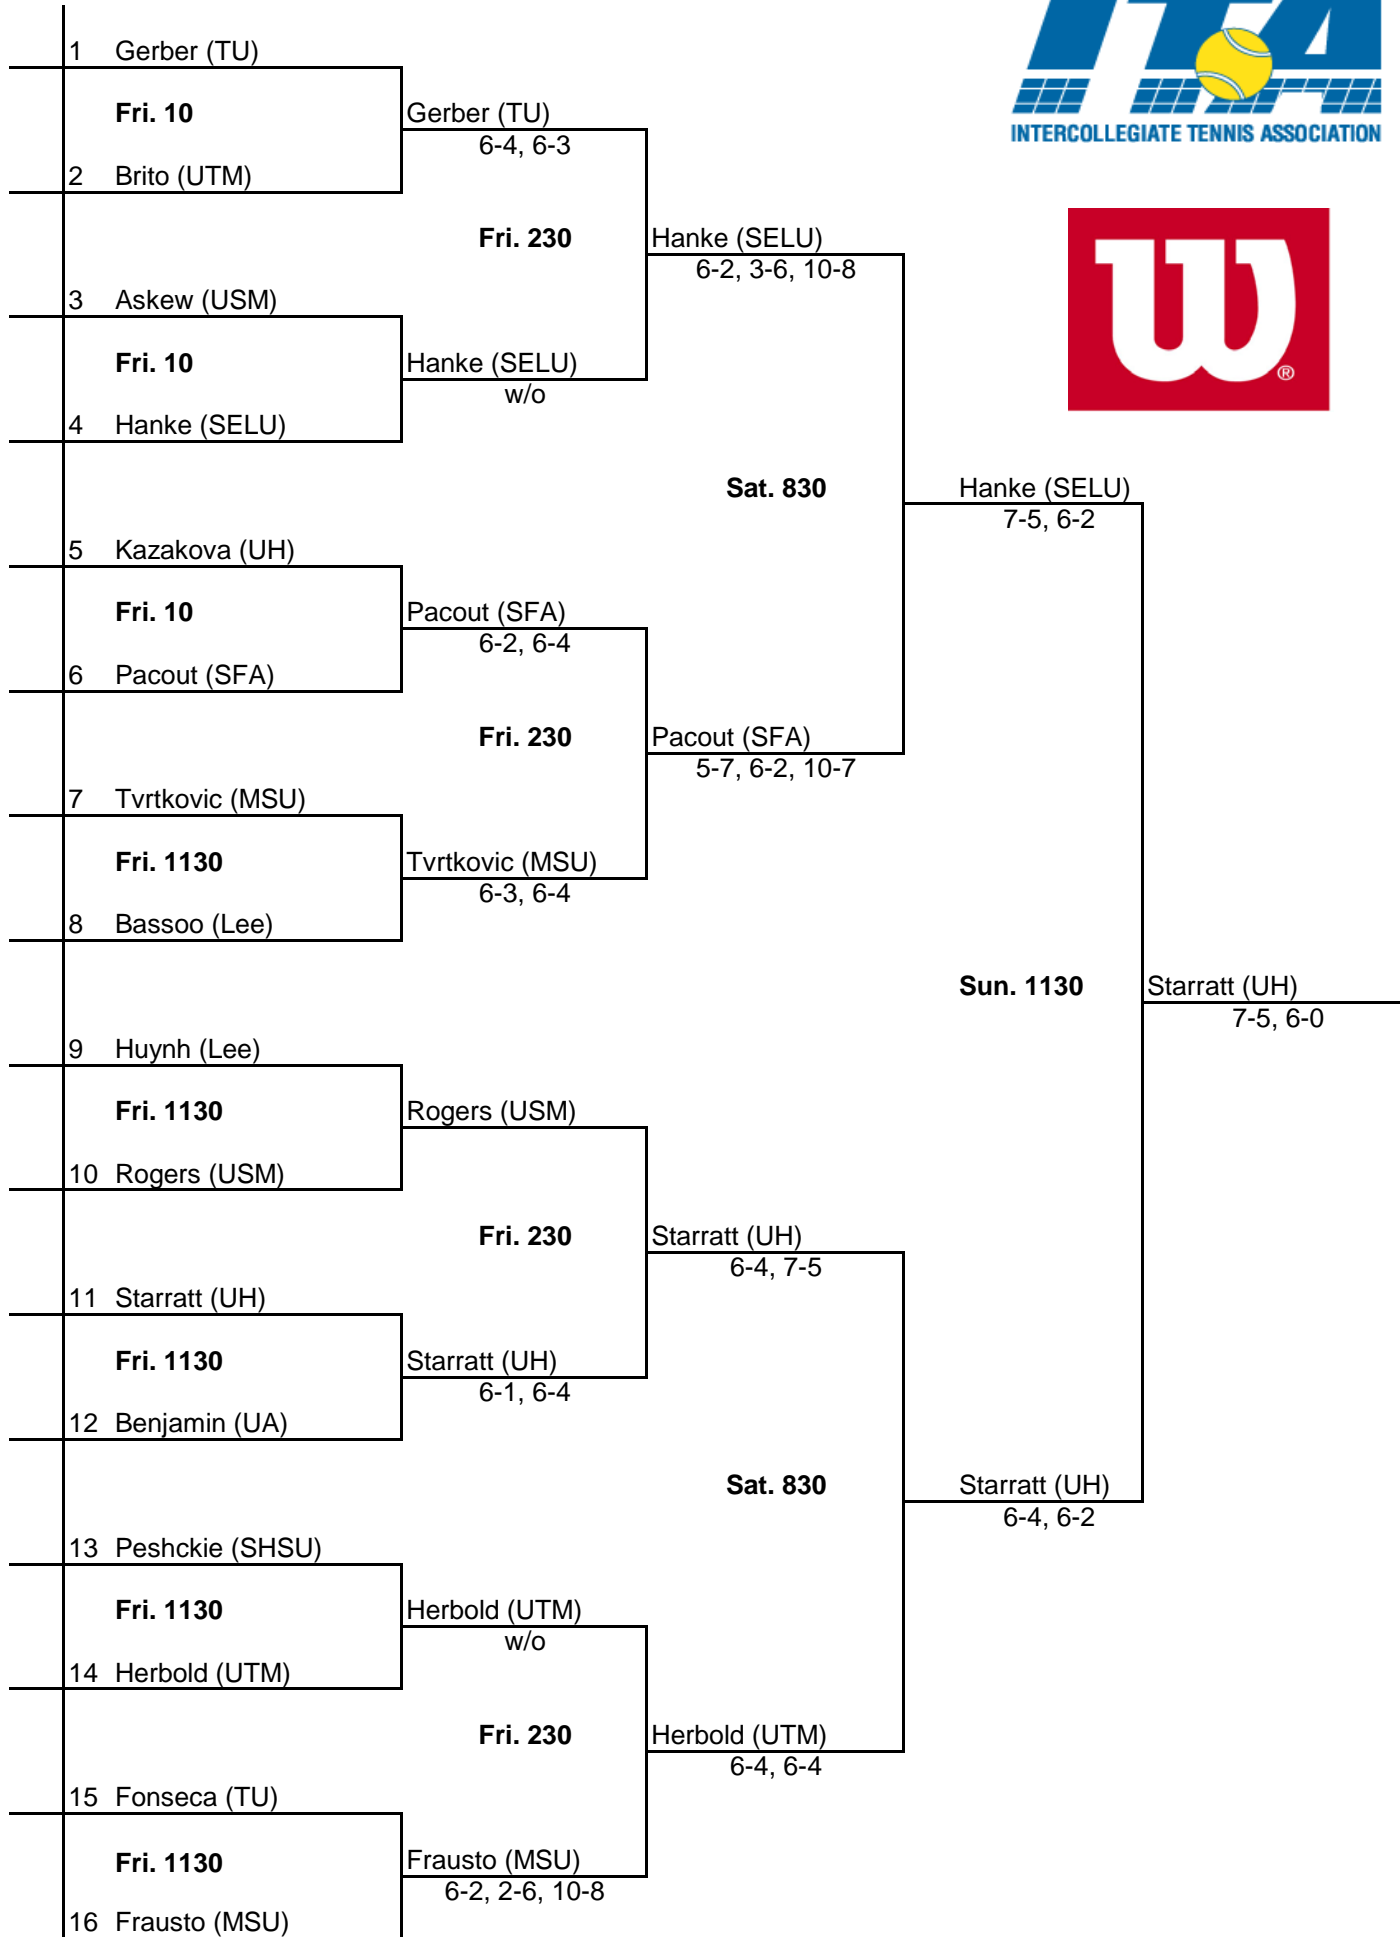 ITA
INTERCOLLEGIATE TENNIS ASSOCIATION
W ®
1 Gerber (TU)
Fri. 10
Gerber (TU)
6-4, 6-3
2 Brito (UTM)
Fri. 230
Hanke (SELU)
6-2, 3-6, 10-8
3 Askew (USM)
Fri. 10
Hanke (SELU)
w/o
4 Hanke (SELU)
Sat. 830
Hanke (SELU)
7-5, 6-2
5 Kazakova (UH)
Fri. 10
Pacout (SFA)
6-2, 6-4
6 Pacout (SFA)
Fri. 230
Pacout (SFA)
5-7, 6-2, 10-7
7 Tvrtkovic (MSU)
Fri. 1130
Tvrtkovic (MSU)
6-3, 6-4
8 Bassoo (Lee)
Sun. 1130
Starratt (UH)
7-5, 6-0
9 Huynh (Lee)
Fri. 1130
Rogers (USM)
10 Rogers (USM)
Fri. 230
Starratt (UH)
6-4, 7-5
11 Starratt (UH)
Fri. 1130
Starratt (UH)
6-1, 6-4
12 Benjamin (UA)
Sat. 830
Starratt (UH)
6-4, 6-2
13 Peshckie (SHSU)
Fri. 1130
Herbold (UTM)
w/o
14 Herbold (UTM)
Fri. 230
Herbold (UTM)
6-4, 6-4
15 Fonseca (TU)
Fri. 1130
Frausto (MSU)
6-2, 2-6, 10-8
16 Frausto (MSU)